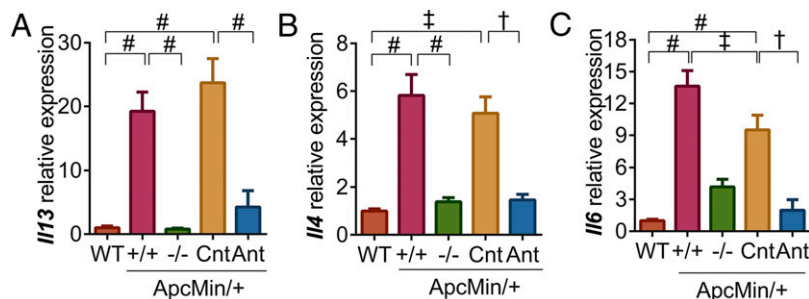 A
Il13 relative expression
30
20
10
0
# #
# #
WT +/+ -/- Cnt Ant
ApcMin/+
B
Il4 relative expression
8
6
4
2
0
‡ †
# #
WT +/+ -/- Cnt Ant
ApcMin/+
C
Il6 relative expression
18
15
12
9
6
3
0
#
# ‡ †
WT +/+ -/- Cnt Ant
ApcMin/+